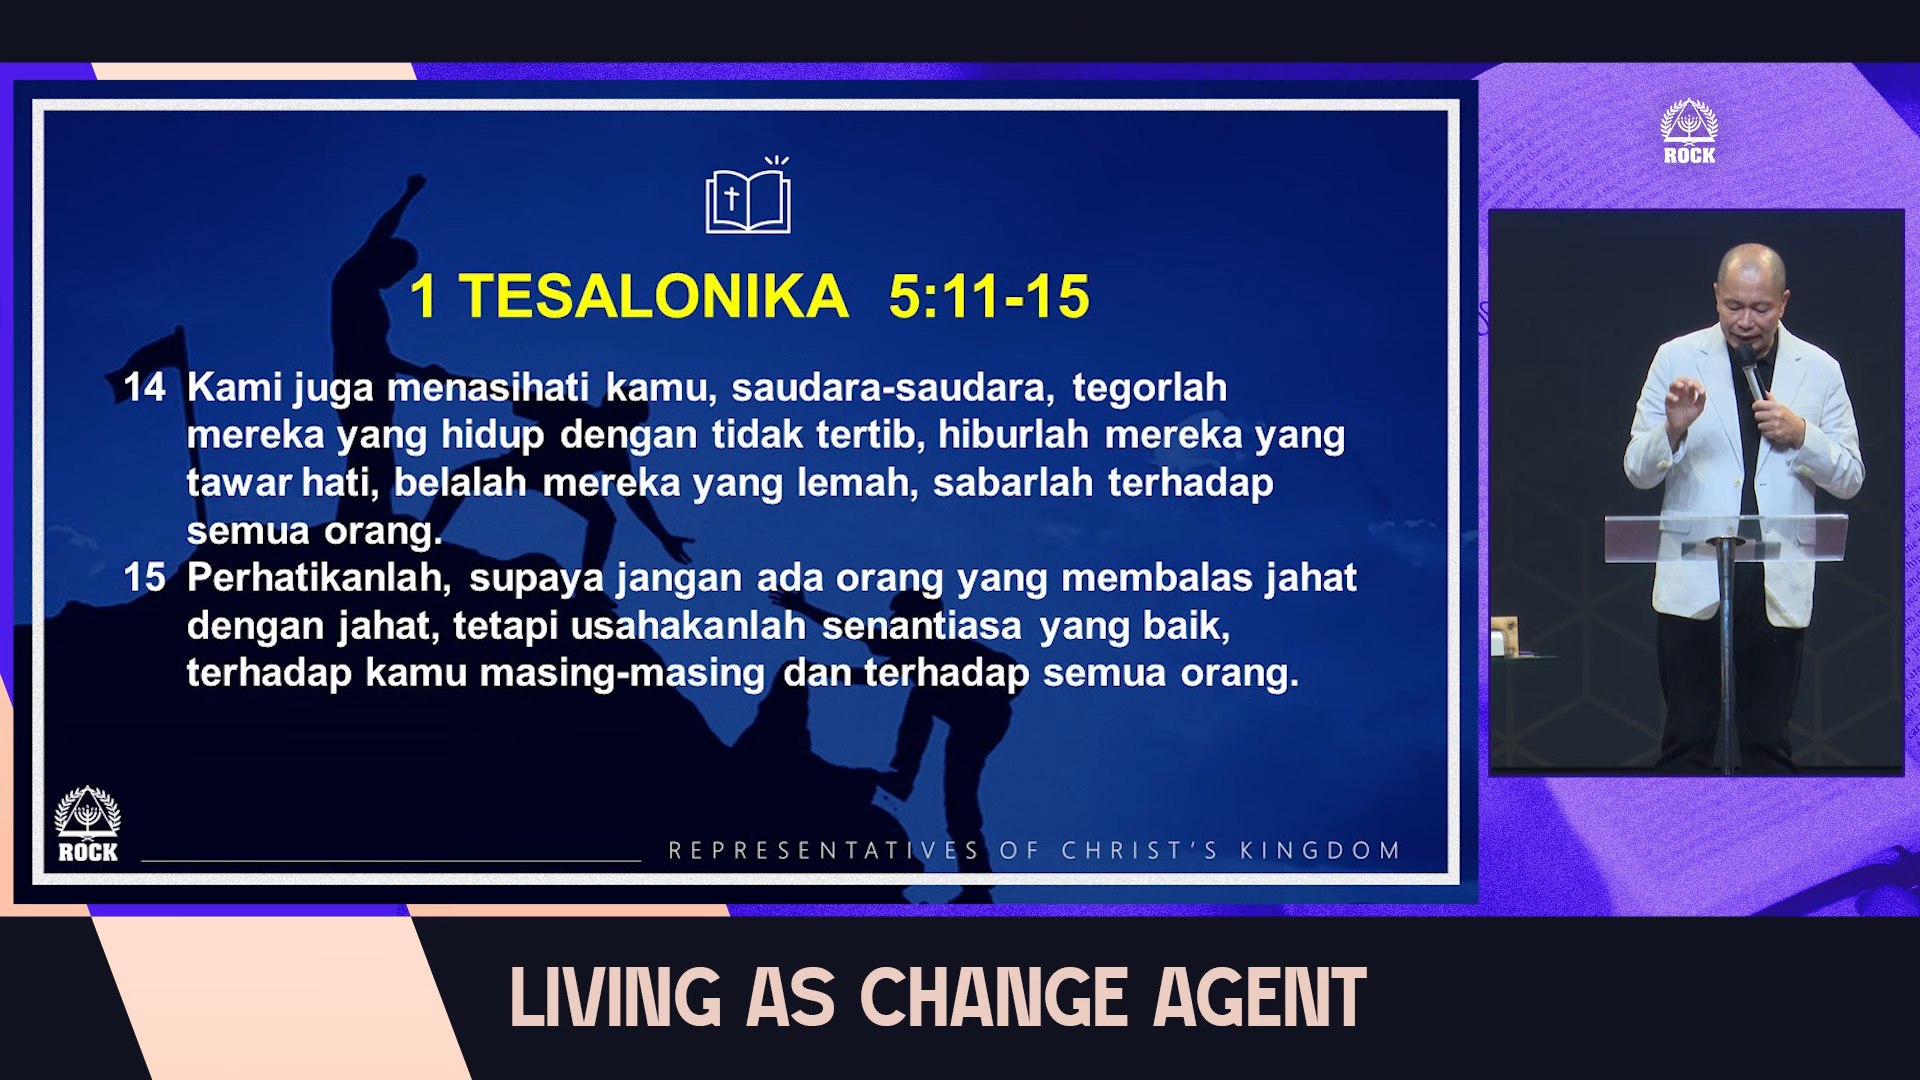 ROCK
1 TESALONIKA 5:11-15
14 Kami juga menasihati kamu, saudara-saudara, tegorlah
mereka yang hidup dengan tidak tertib, hiburlah mereka yang
tawar hati, belalah mereka yang lemah, sabarlah terhadap
semua orang.
15 Perhatikanlah, supaya jangan ada orang yang membalas jahat
dengan jahat, tetapi usahakanlah senantiasa yang baik,
terhadap kamu masing-masing dan terhadap semua orang.
ROCK
REPRESENTATIVES OF CHRIST'S KINGDOM
LIVING AS CHANGE AGENT